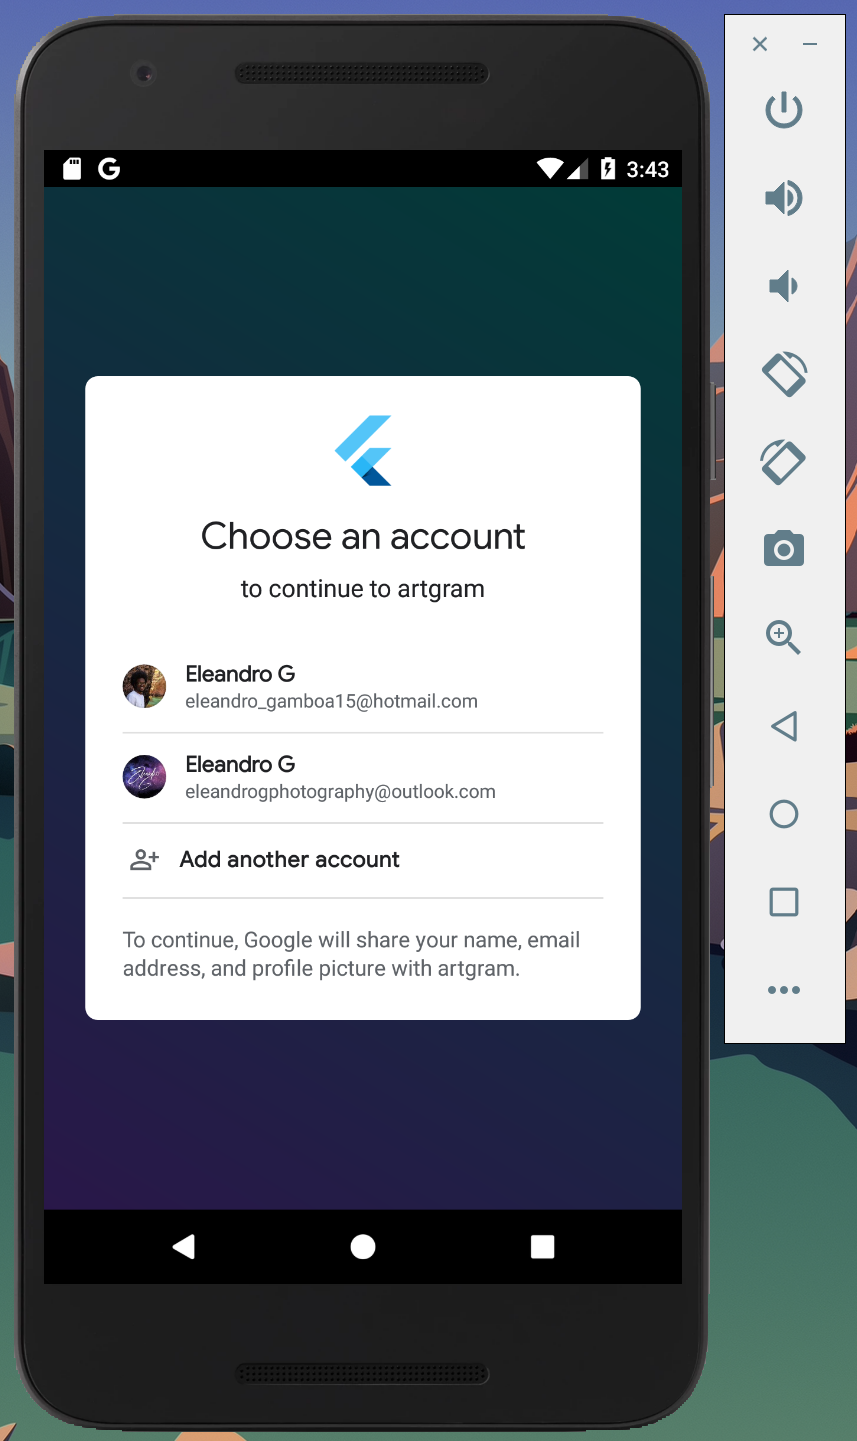 3:43
Choose an account
to continue to artgram
Eleandro G
eleandro_gamboa15@hotmail.com
Eleandro G
eleandrogphotography@outlook.com
Add another account
To continue, Google will share your name, email
address, and profile picture with artgram.